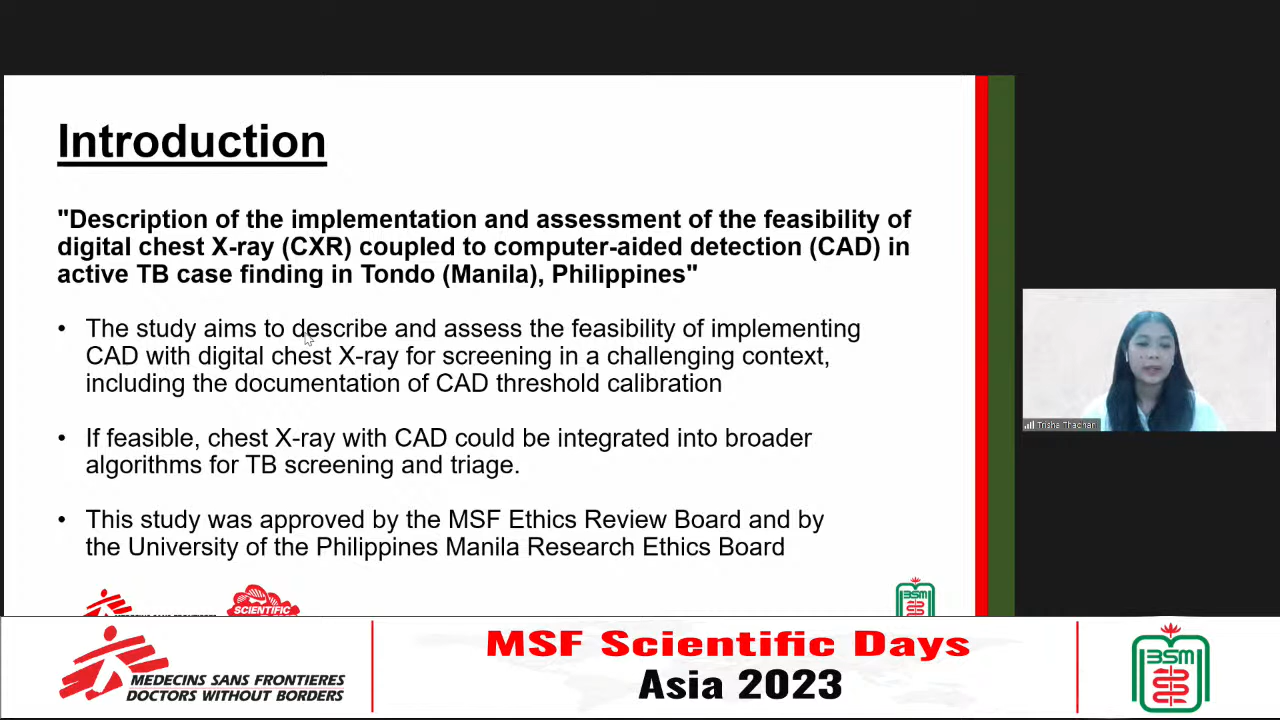 Introduction
"Description of the implementation and assessment of the feasibility of
digital chest X-ray (CXR) coupled to computer-aided detection (CAD) in
active TB case finding in Tondo (Manila), Philippines"
• The study aims to describe and assess the feasibility of implementing
CAD with digital chest X-ray for screening in a challenging context,
including the documentation of CAD threshold calibration
• If feasible, chest X-ray with CAD could be integrated into broader
algorithms for TB screening and triage.
• This study was approved by the MSF Ethics Review Board and by
the University of the Philippines Manila Research Ethics Board
SCIENTIFIC
BSM
Trisha Thadhani
MEDECINS SANS FRONTIERES
DOCTORS WITHOUT BORDERS
MSF Scientific Days
Asia 2023
BSM